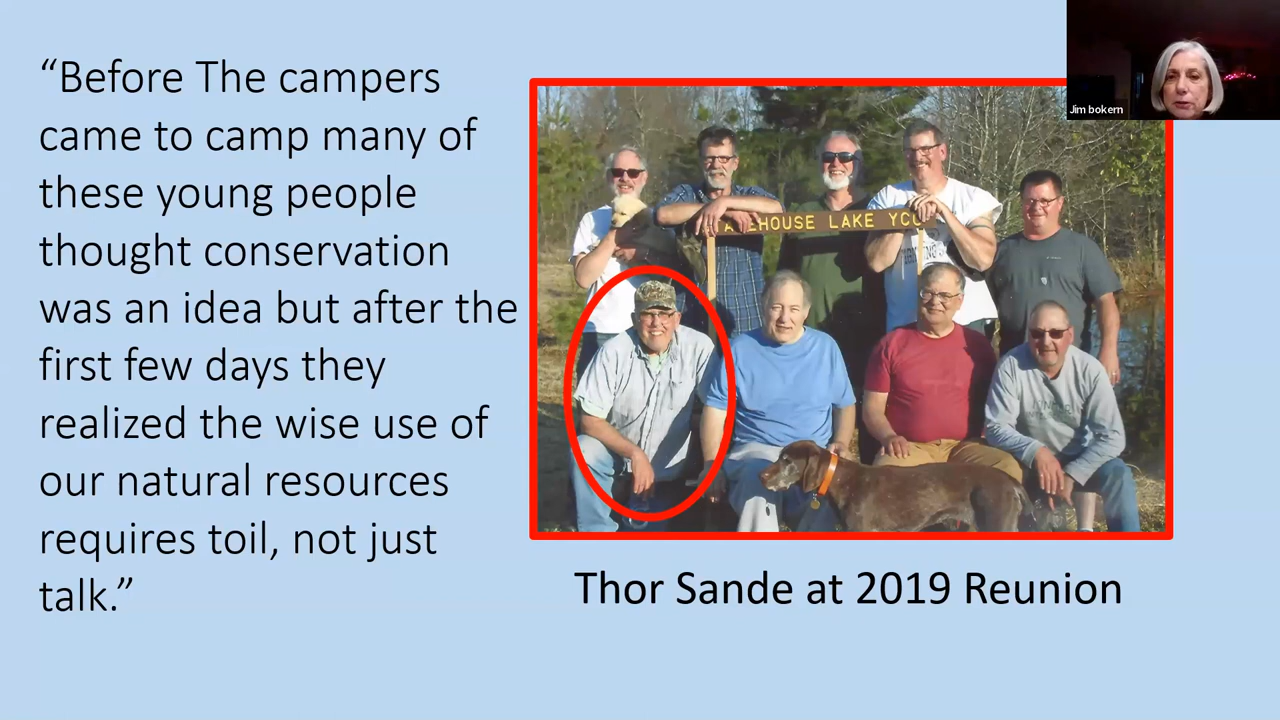 “Before The campers
came to camp many of
these young people
thought conservation
was an idea but after the
first few days they
realized the wise use of
our natural resources
requires toil, not just
talk.”
Jim bokern
HOUSE LAKE YCC
Thor Sande at 2019 Reunion